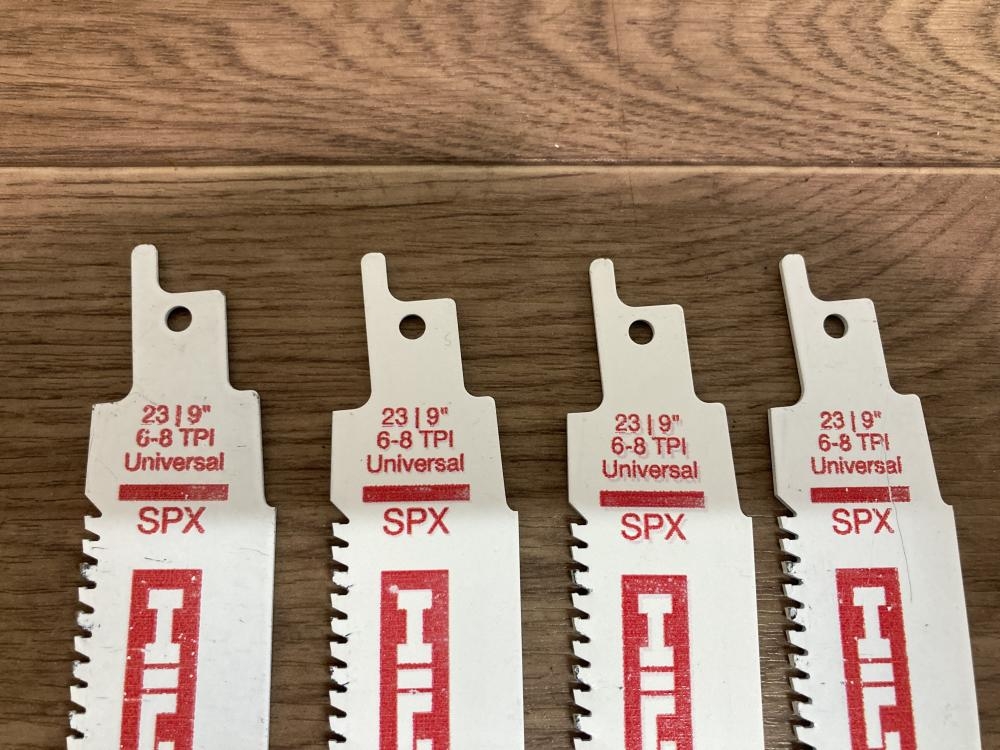 23 | 9"
6-8 TPI
Universal
SPX
23 | 9"
6-8 TPI
Universal
SPX
23 | 9"
6-8 TPI
Universal
SPX
23 | 9"
6-8 TPI
Universal
SPX